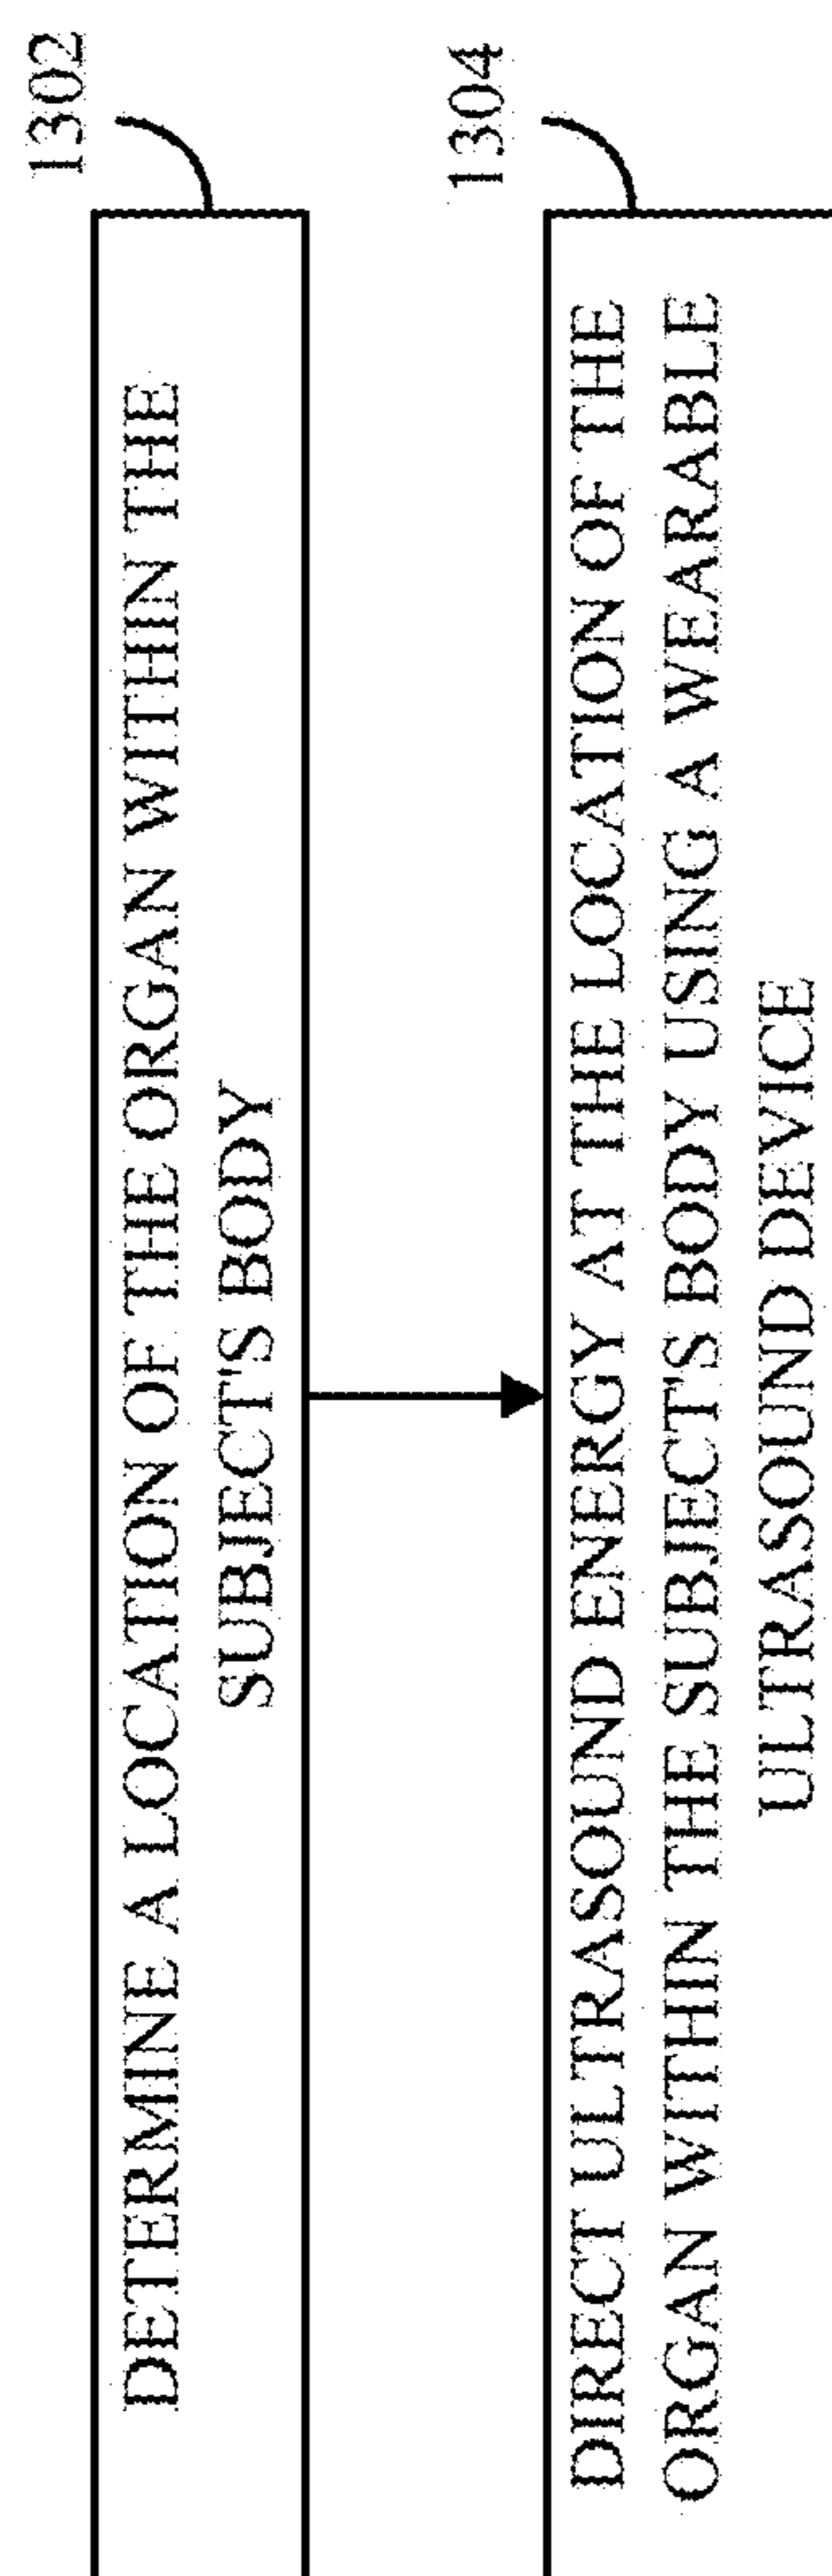 1302
DETERMINE A LOCATION OF THE ORGAN WITHIN THE
SUBJECT'S BODY
1304
DIRECT ULTRASOUND ENERGY AT THE LOCATION OF THE
ORGAN WITHIN THE SUBJECT'S BODY USING A WEARABLE
ULTRASOUND DEVICE